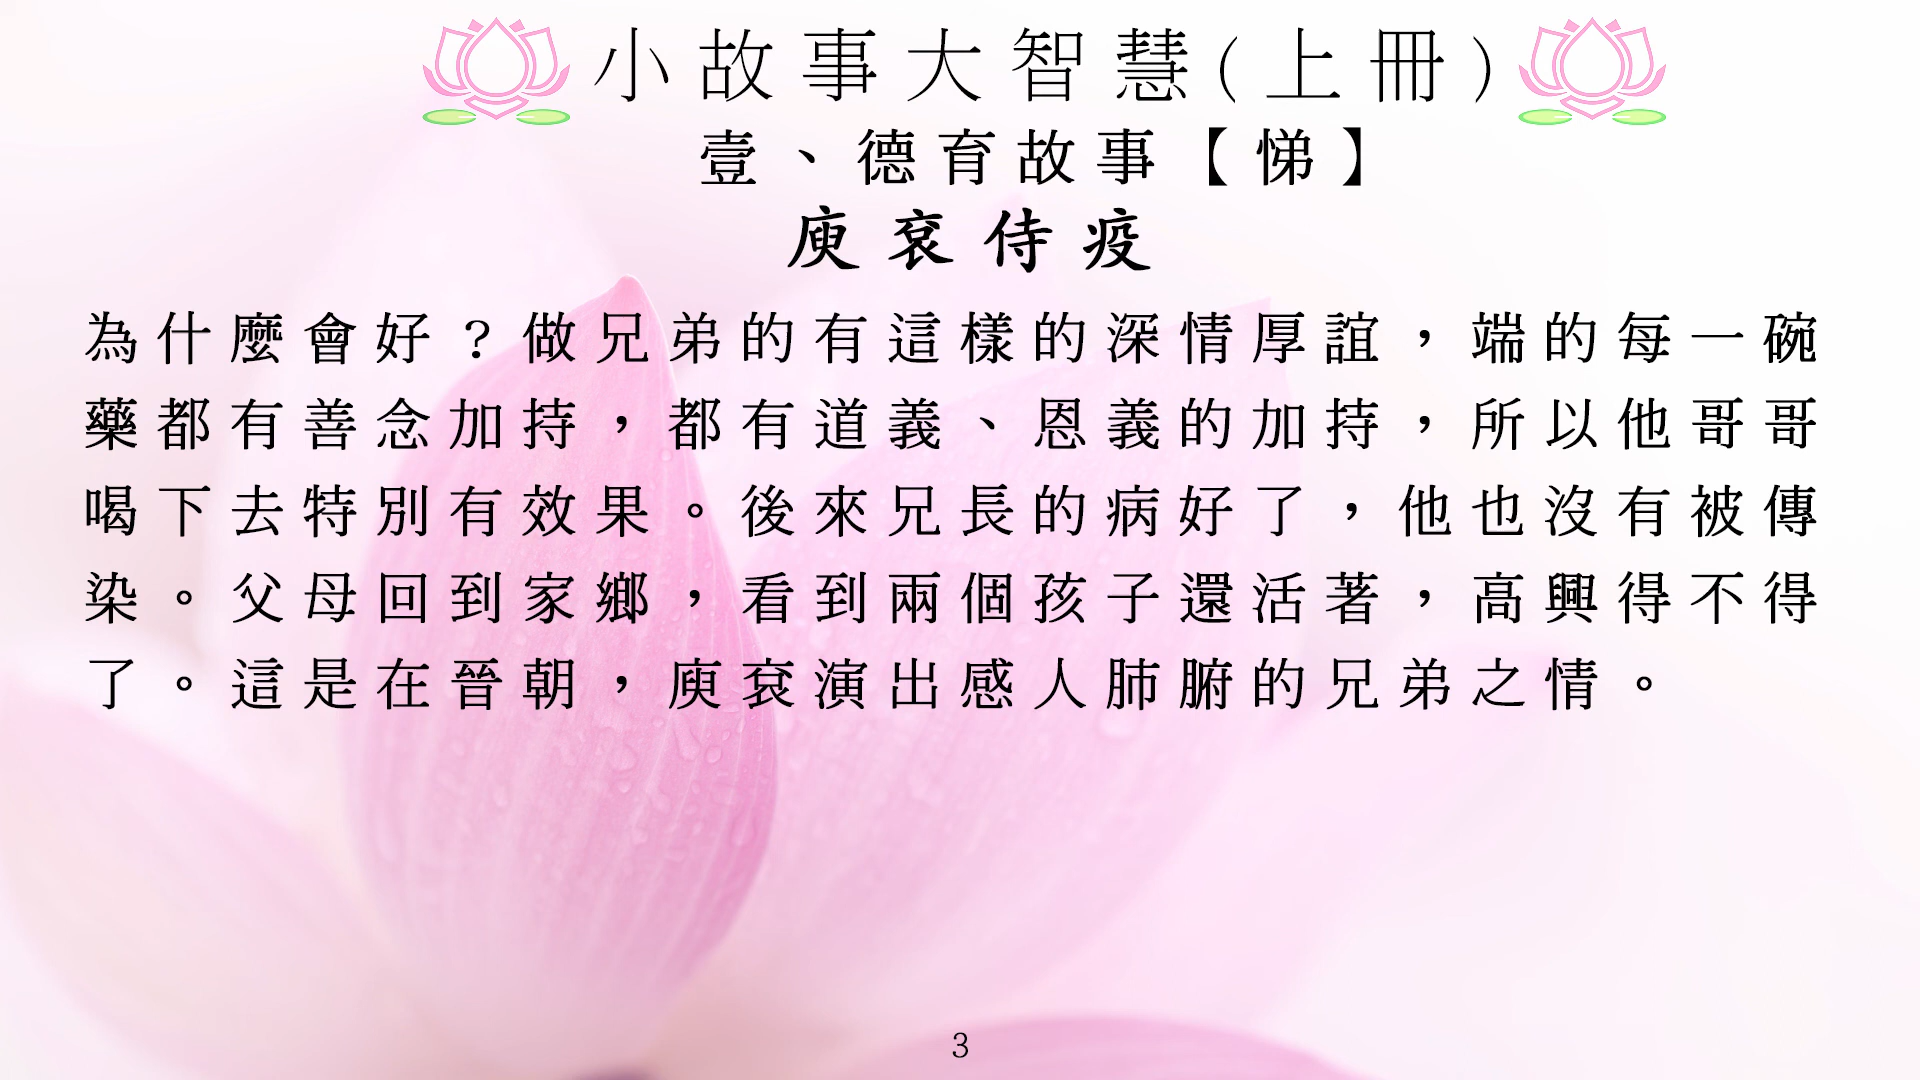 小故事大智慧(上冊)
壹、德育故事【悌】
庾袞侍疫
為什麼會好？做兄弟的有這樣的深情厚誼，端的每一碗
藥都有善念加持，都有道義、恩義的加持，所以他哥哥
喝下去特別有效果。後來兄長的病好了，他也沒有被傳
染。父母回到家鄉，看到兩個孩子還活著，高興得不得
了。這是在晉朝，庾袞演出感人肺腑的兄弟之情。
3